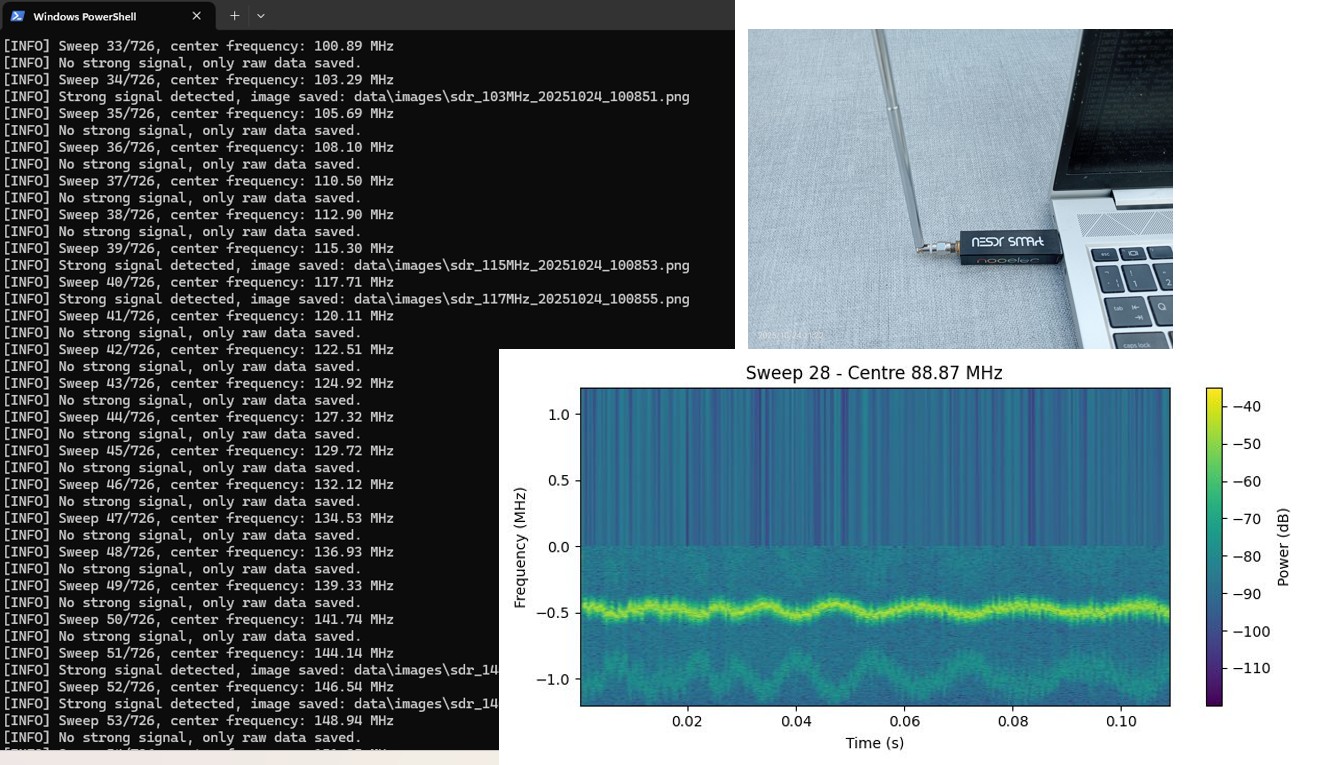 Windows PowerShell
[INFO] Sweep 33/726, center frequency: 100.89 MHz
[INFO] No strong signal, only raw data saved.
[INFO] Sweep 34/726, center frequency: 103.29 MHz
[INFO] Strong signal detected, image saved: data\images\sdr_103MHz_20251024_100851.png
[INFO] Sweep 35/726, center frequency: 105.69 MHz
[INFO] No strong signal, only raw data saved.
[INFO] Sweep 36/726, center frequency: 108.10 MHz
[INFO] No strong signal, only raw data saved.
[INFO] Sweep 37/726, center frequency: 110.50 MHz
[INFO] No strong signal, only raw data saved.
[INFO] Sweep 38/726, center frequency: 112.90 MHz
[INFO] No strong signal, only raw data saved.
[INFO] Sweep 39/726, center frequency: 115.30 MHz
[INFO] Strong signal detected, image saved: data\images\sdr_115MHz_20251024_100853.png
[INFO] Sweep 40/726, center frequency: 117.71 MHz
[INFO] Strong signal detected, image saved: data\images\sdr_117MHz_20251024_100855.png
[INFO] Sweep 41/726, center frequency: 120.11 MHz
[INFO] No strong signal, only raw data saved.
[INFO] Sweep 42/726, center frequency: 122.51 MHz
[INFO] No strong signal, only raw data saved.
[INFO] Sweep 43/726, center frequency: 124.92 MHz
[INFO] No strong signal, only raw data saved.
[INFO] Sweep 44/726, center frequency: 127.32 MHz
[INFO] No strong signal, only raw data saved.
[INFO] Sweep 45/726, center frequency: 129.72 MHz
[INFO] No strong signal, only raw data saved.
[INFO] Sweep 46/726, center frequency: 132.12 MHz
[INFO] No strong signal, only raw data saved.
[INFO] Sweep 47/726, center frequency: 134.53 MHz
[INFO] No strong signal, only raw data saved.
[INFO] Sweep 48/726, center frequency: 136.93 MHz
[INFO] No strong signal, only raw data saved.
[INFO] Sweep 49/726, center frequency: 139.33 MHz
[INFO] No strong signal, only raw data saved.
[INFO] Sweep 50/726, center frequency: 141.74 MHz
[INFO] No strong signal, only raw data saved.
[INFO] Sweep 51/726, center frequency: 144.14 MHz
[INFO] Strong signal detected, image saved: data\images\sdr_14
[INFO] Sweep 52/726, center frequency: 146.54 MHz
[INFO] Strong signal detected, image saved: data\images\sdr_14
[INFO] Sweep 53/726, center frequency: 148.94 MHz
[INFO] No strong signal, only raw data saved.
NESDR SMArt
nooelec
esc
tab
Q
caps lock
Sweep 28 - Centre 88.87 MHz
Frequency (MHz)
1.0
0.5
0.0
−0.5
−1.0
0.02 0.04 0.06 0.08 0.10
Time (s)
−40
−50
−60
−70
−80
−90
−100
−110
Power (dB)